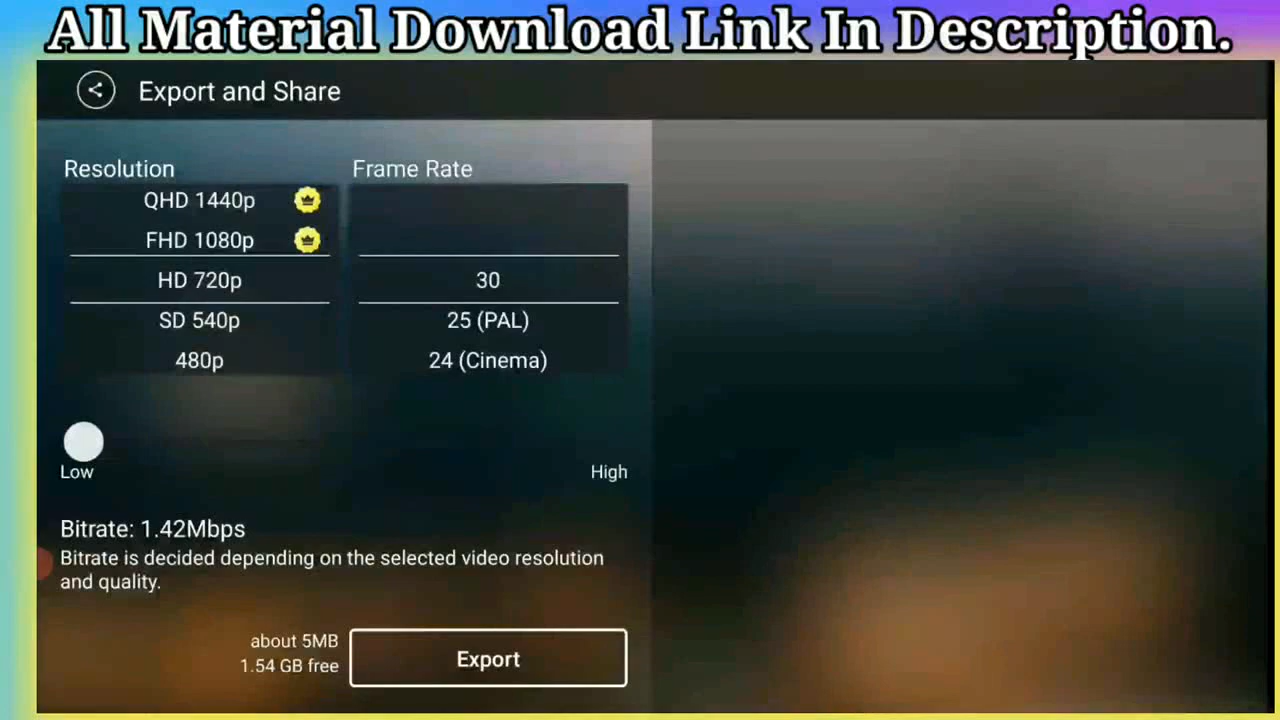 All Material Download Link In Description.
Export and Share
Resolution
Frame Rate
QHD 1440p
FHD 1080p
HD 720p
SD 540p
480p
30
25 (PAL)
24 (Cinema)
Low
High
Bitrate: 1.42Mbps
Bitrate is decided depending on the selected video resolution
and quality.
about 5MB
1.54 GB free
Export